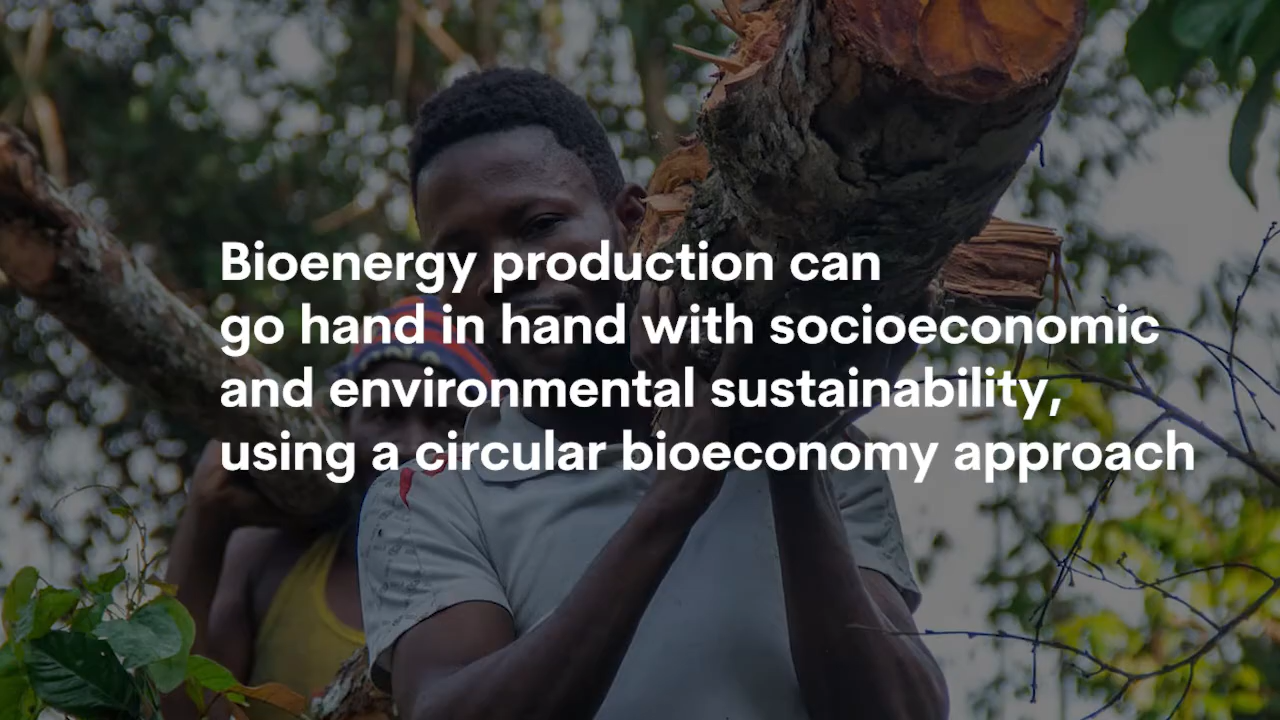 Bioenergy production can
go hand in hand with socioeconomic
and environmental sustainability,
using a circular bioeconomy approach